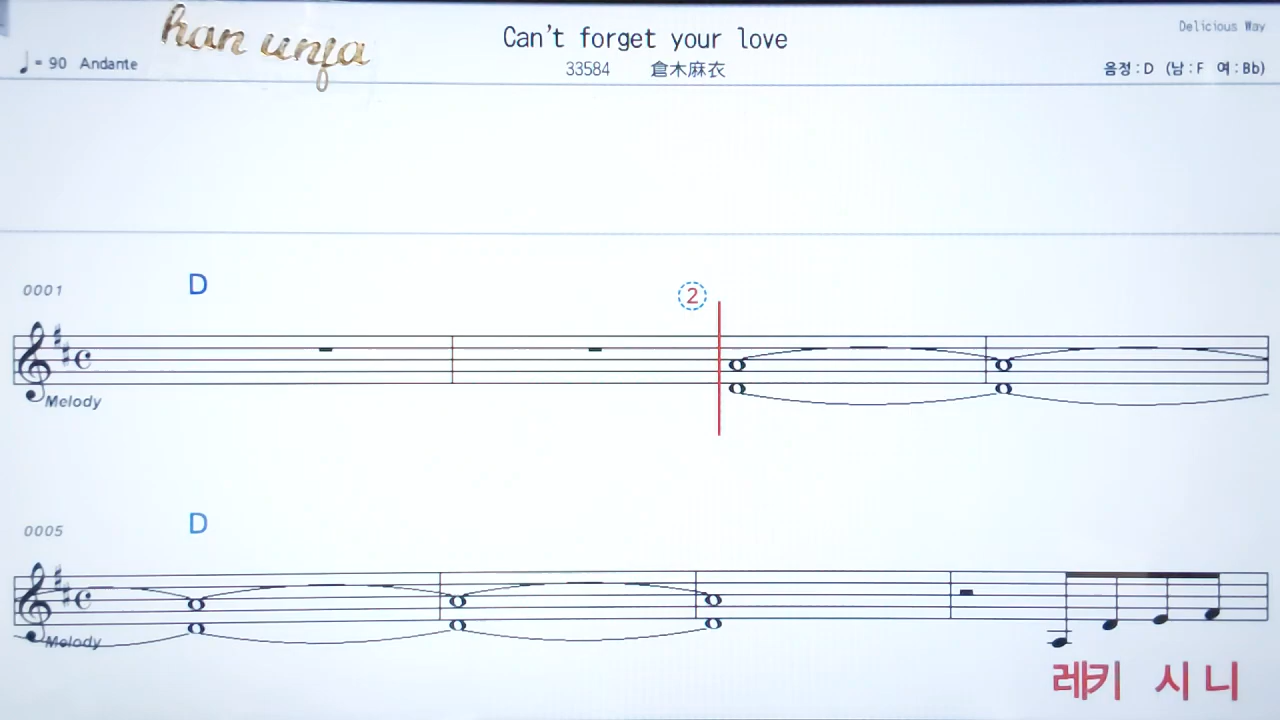 han unfa
Can't forget your love
Delicious Way
♩= 90 Andante
33584 倉木麻衣
음정:D (남:F 여:Bb)
0001 D
2
Melody
0005 D
Melody
레키 시 니